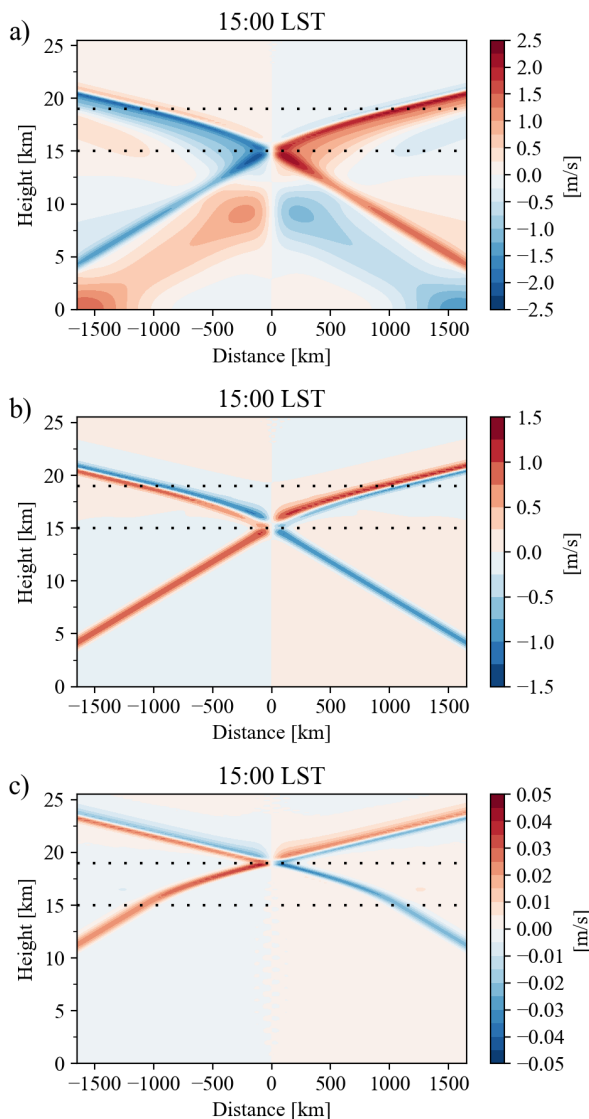 a)
15:00 LST
Height [km]
25
20
15
10
5
0
−1500 −1000 −500 0 500 1000 1500
Distance [km]
2.5
2.0
1.5
1.0
0.5
0.0
−0.5
−1.0
−1.5
−2.0
−2.5
[m/s]
b)
15:00 LST
Height [km]
25
20
15
10
5
0
−1500 −1000 −500 0 500 1000 1500
Distance [km]
1.5
1.0
0.5
0.0
−0.5
−1.0
−1.5
[m/s]
c)
15:00 LST
Height [km]
25
20
15
10
5
0
−1500 −1000 −500 0 500 1000 1500
Distance [km]
0.05
0.04
0.03
0.02
0.01
0.00
−0.01
−0.02
−0.03
−0.04
−0.05
[m/s]